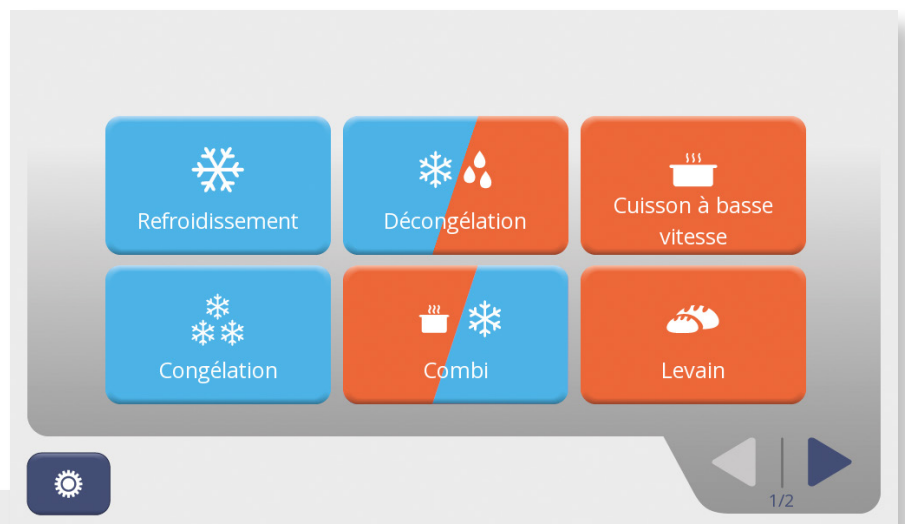 Refroidissement
Décongélation
Cuisson à basse
vitesse
Congélation
Combi
Levain
1/2